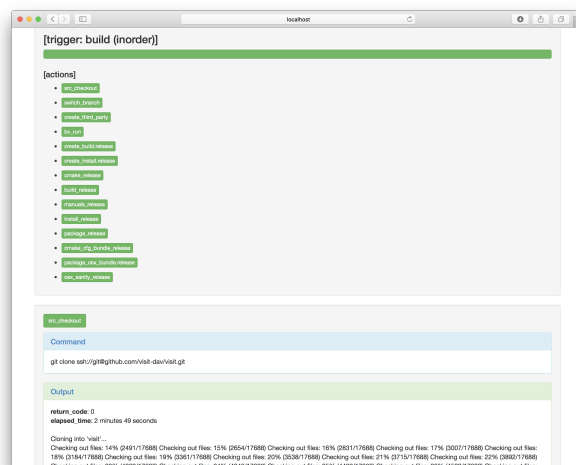 localhost
[trigger: build (inorder)]
[actions]
src_checkout
switch_branch
create_third_party
bv_run
create_build.release
create_install.release
cmake_release
build_release
manuals_release
install_release
package_release
cmake_cfg_bundle_release
package_osx_bundle.release
osx_sanity_release
src_checkout
Command
git clone ssh://git@github.com/visit-dav/visit.git
Output
return_code: 0
elapsed_time: 2 minutes 49 seconds
Cloning into 'visit'...
Checking out files: 14% (2491/17688) Checking out files: 15% (2654/17688) Checking out files: 16% (2831/17688) Checking out files: 17% (3007/17688) Checking out files:
18% (3184/17688) Checking out files: 19% (3361/17688) Checking out files: 20% (3538/17688) Checking out files: 21% (3715/17688) Checking out files: 22% (3892/17688)